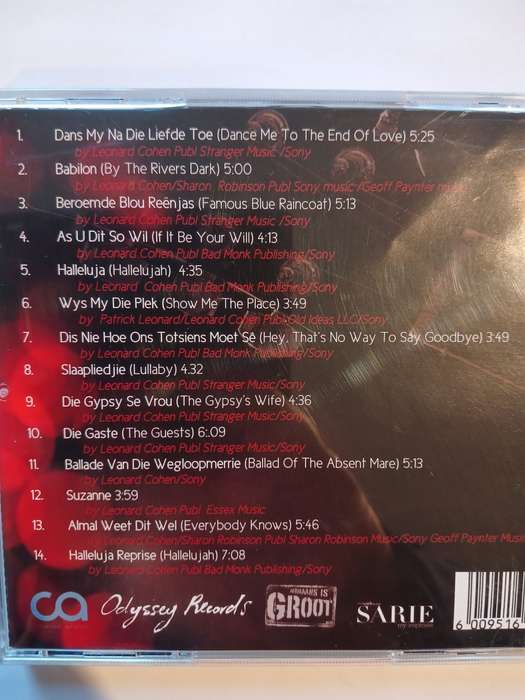 1. Dans My Na Die Liefde Toe (Dance Me To The End Of Love) 5:25
by Leonard Cohen Publ Stranger Music /Sony
2. Babilon (By The Rivers Dark) 5:00
by Leonard Cohen/Sharon Robinson Publ Sony music /Geoff Paynter music
3. Beroemde Blou Reënjas (Famous Blue Raincoat) 5:13
by Leonard Cohen Publ Stranger Music /Sony
4. As U Dit So Wil (If It Be Your Will) 4:13
by Leonard Cohen Publ Bad Monk Publishing/Sony
5. Halleluja (Hallelujah) 4:35
by Leonard Cohen Publ Bad Monk Publishing/Sony
6. Wys My Die Plek (Show Me The Place) 3:49
by Patrick Leonard/Leonard Cohen Publ Old Ideas LLC/Sony
7. Dis Nie Hoe Ons Totsiens Moet Sê (Hey, That's No Way To Say Goodbye) 3:49
by Leonard Cohen Publ Bad Monk Publishing/Sony
8. Slaapliedjie (Lullaby) 4.32
by Leonard Cohen Publ Stranger Music/Sony
9. Die Gypsy Se Vrou (The Gypsy's Wife) 4:36
by Leonard Cohen Publ Stranger Music/Sony
10. Die Gaste (The Guests) 6:.09
by Leonard Cohen Publ Stranger Music/Sony
11. Ballade Van Die Wegloopmerrie (Ballad Of The Absent Mare) 5:13
by Leonard Cohen/Sony
12. Suzanne 3:59
by Leonard Cohen Publ. Essex Music
13. Almal Weet Dit Wel (Everybody Knows) 5:46
by Leonard Cohen/Sharon Robinson Publ Sharon Robinson Music/Sony Geoff Paynter Music
14. Halleluja Reprise (Hallelujah) 7:08
by Leonard Cohen Publ Bad Monk Publishing/Sony
ca Odyssey Records AFRIKAANS IS GROOT SARIE
6 009516